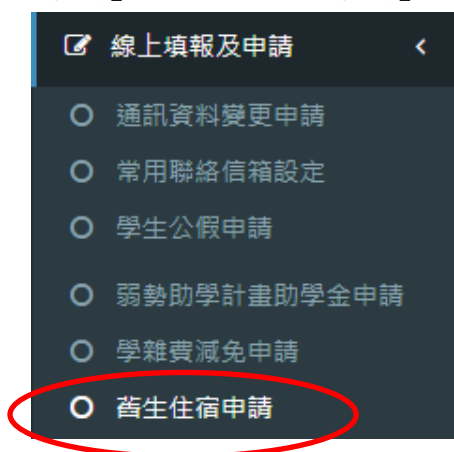 線上填報及申請
通訊資料變更申請
常用聯絡信箱設定
學生公假申請
弱勢助學計畫助學金申請
學雜費減免申請
舊生住宿申請